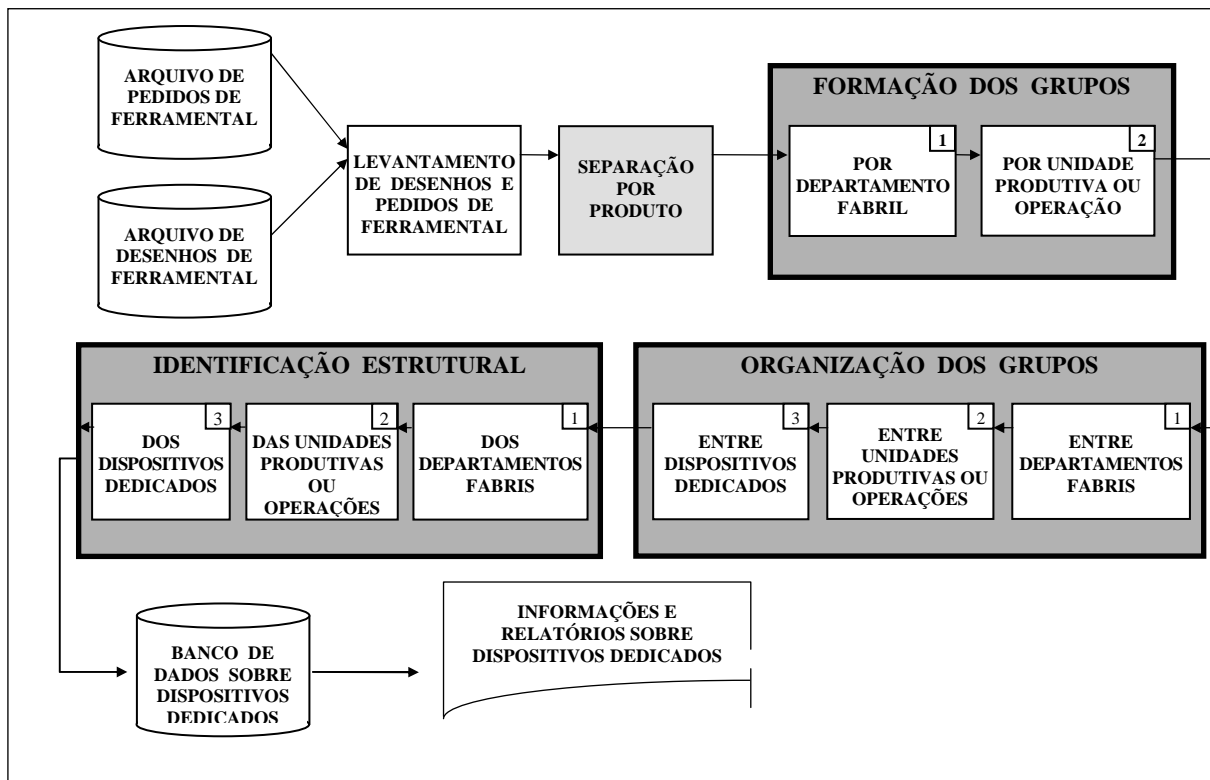 ARQUIVO DE
PEDIDOS DE
FERRAMENTAL
ARQUIVO DE
DESENHOS DE
FERRAMENTAL
LEVANTAMENTO
DE DESENHOS E
PEDIDOS DE
FERRAMENTAL
SEPARAÇÃO
POR
PRODUTO
FORMAÇÃO DOS GRUPOS
1
POR
DEPARTAMENTO
FABRIL
2
POR UNIDADE
PRODUTIVA OU
OPERAÇÃO
IDENTIFICAÇÃO ESTRUTURAL
3
DOS
DISPOSITIVOS
DEDICADOS
2
DAS UNIDADES
PRODUTIVAS
OU
OPERAÇÕES
1
DOS
DEPARTAMENTOS
FABRIS
ORGANIZAÇÃO DOS GRUPOS
3
ENTRE
DISPOSITIVOS
DEDICADOS
2
ENTRE
UNIDADES
PRODUTIVAS OU
OPERAÇÕES
1
ENTRE
DEPARTAMENTOS
FABRIS
BANCO DE
DADOS SOBRE
DISPOSITIVOS
DEDICADOS
INFORMAÇÕES E
RELATÓRIOS SOBRE
DISPOSITIVOS DEDICADOS